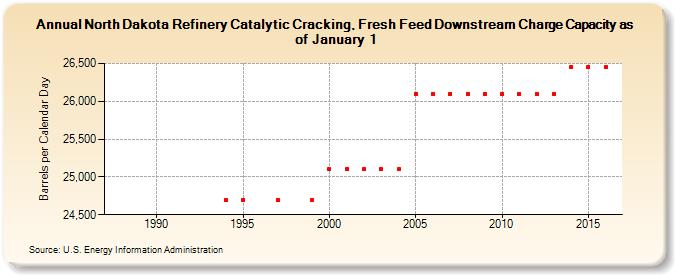 Annual North Dakota Refinery Catalytic Cracking, Fresh Feed Downstream Charge Capacity as
of January 1
Barrels per Calendar Day
26,500
26,000
25,500
25,000
24,500
1990
1995
2000
2005
2010
2015
Source: U.S. Energy Information Administration